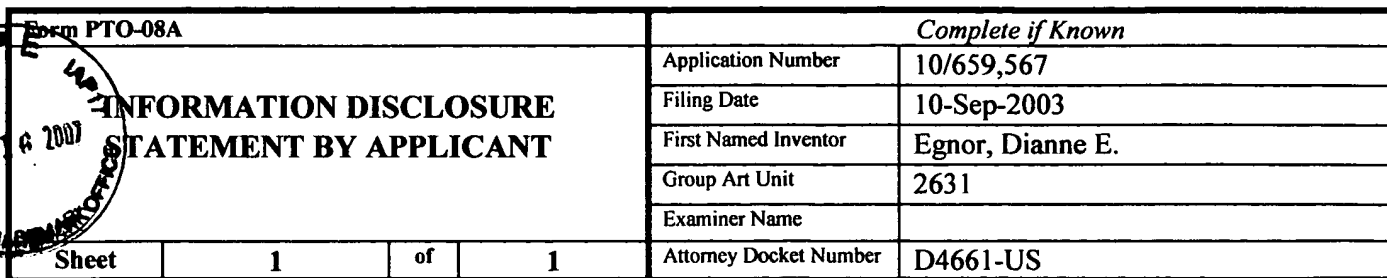 Form PTO-08A
Complete if Known
INFORMATION DISCLOSURE
STATEMENT BY APPLICANT
Application Number 10/659,567
Filing Date 10-Sep-2003
First Named Inventor Egnor, Dianne E.
Group Art Unit 2631
Examiner Name
Sheet 1 of 1
Attorney Docket Number D4661-US
2007